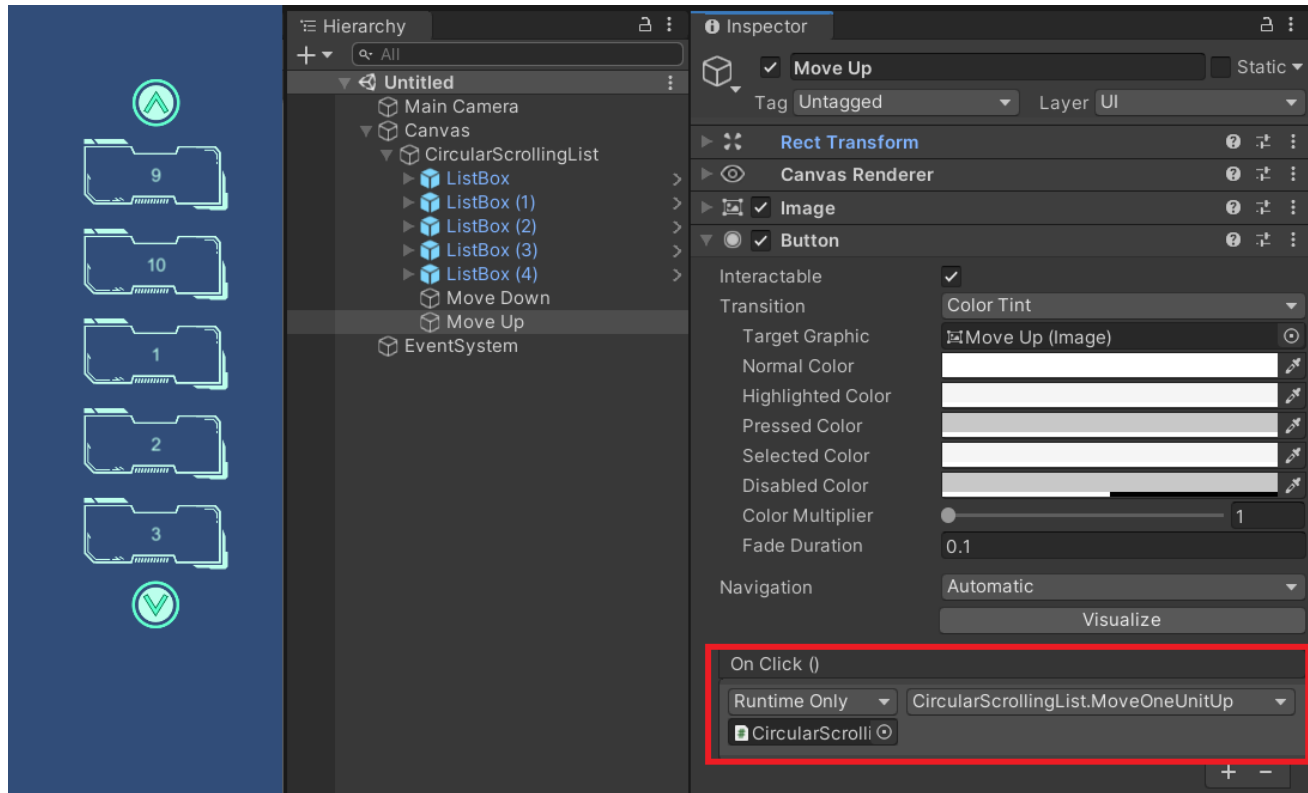 9
10
1
2
3
Hierarchy
All
Untitled
Main Camera
Canvas
CircularScrollingList
ListBox
ListBox (1)
ListBox (2)
ListBox (3)
ListBox (4)
Move Down
Move Up
EventSystem
Inspector
Move Up Static
Tag Untagged Layer UI
Rect Transform
Canvas Renderer
Image
Button
Interactable
Transition Color Tint
Target Graphic Move Up (Image)
Normal Color
Highlighted Color
Pressed Color
Selected Color
Disabled Color
Color Multiplier 1
Fade Duration 0.1
Navigation Automatic
Visualize
On Click ()
Runtime Only CircularScrollingList.MoveOneUnitUp
CircularScrolli